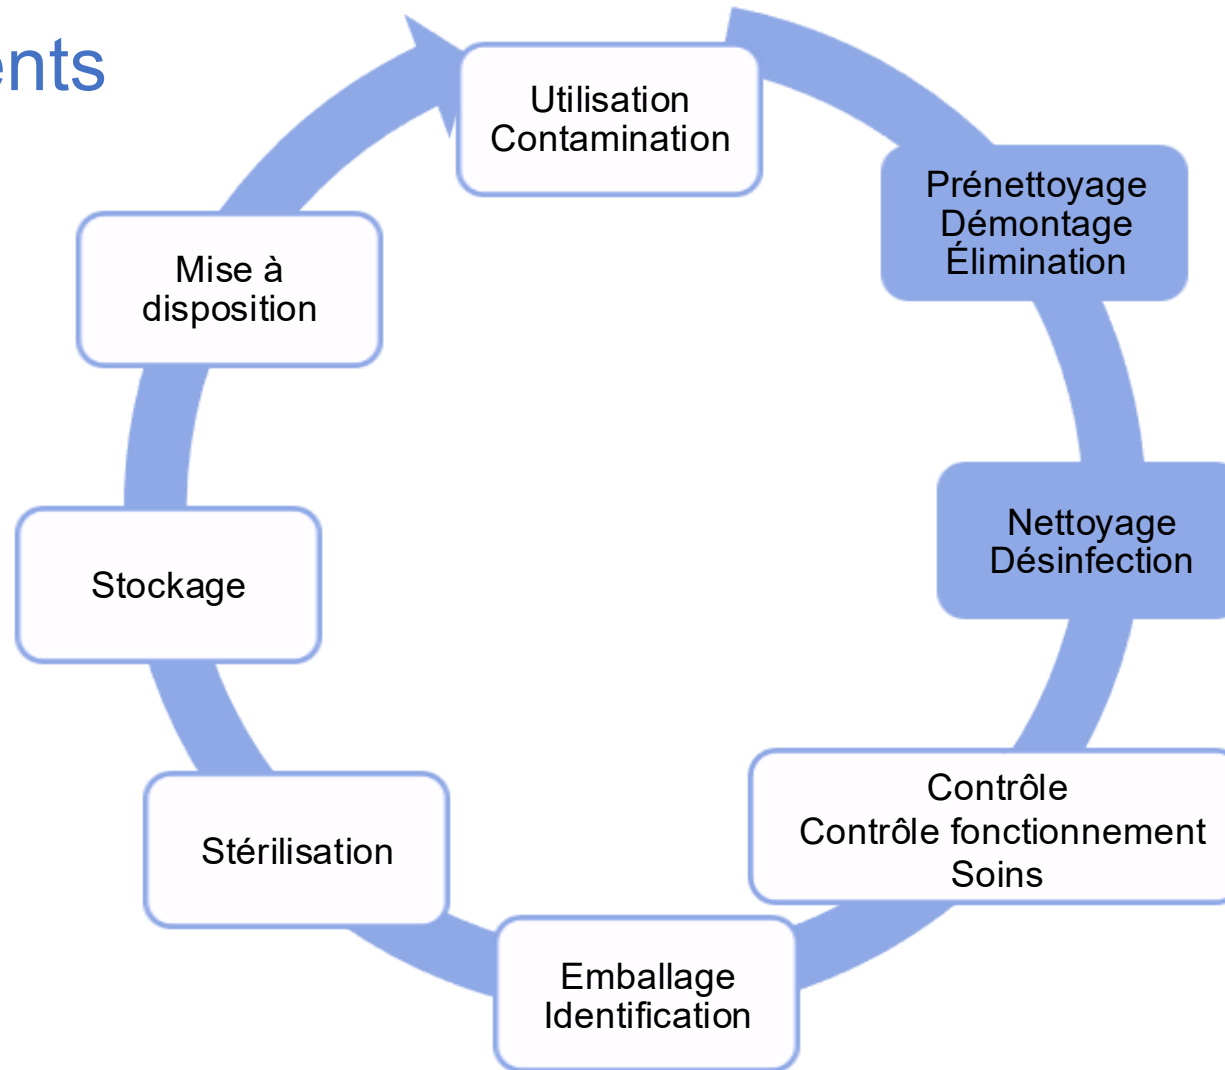 ents
Utilisation
Contamination
Prénettoyage
Démontage
Élimination
Nettoyage
Désinfection
Contrôle
Contrôle fonctionnement
Soins
Emballage
Identification
Stérilisation
Stockage
Mise à
disposition